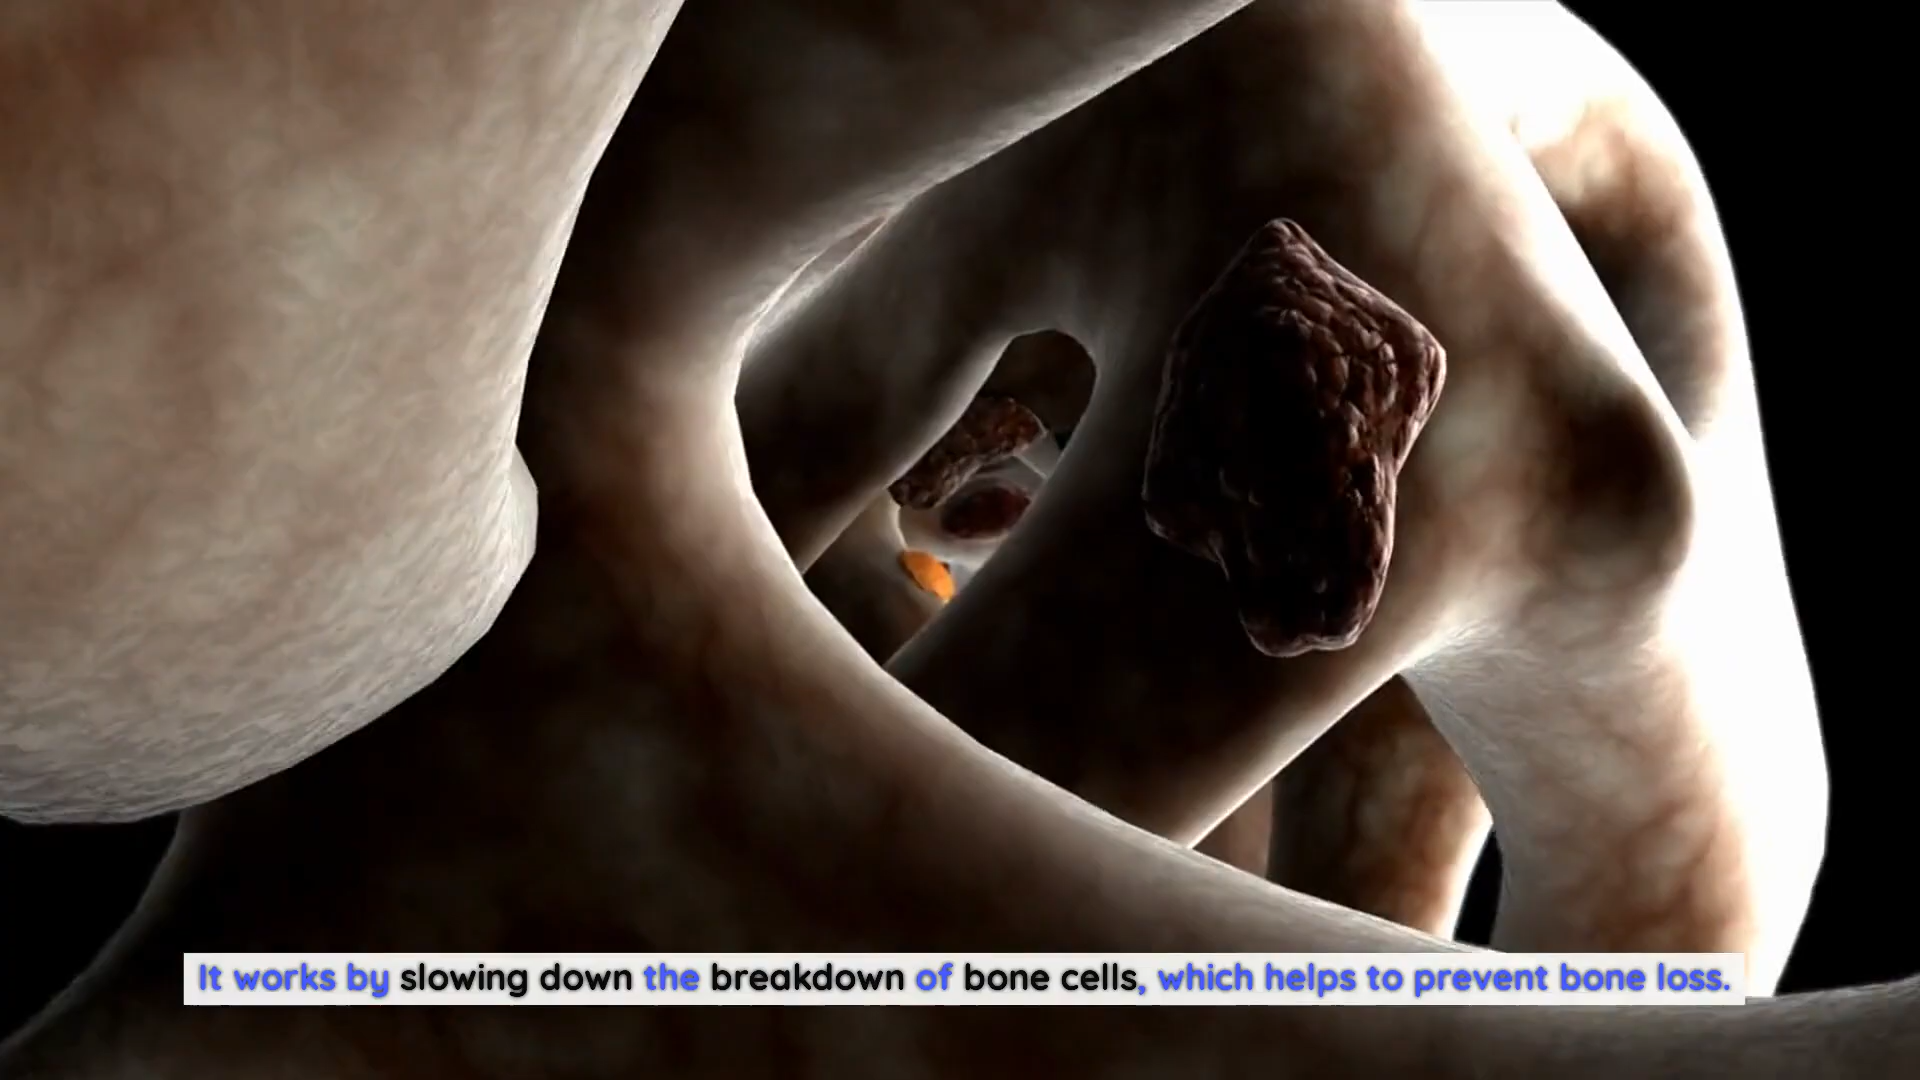 It works by slowing down the breakdown of bone cells, which helps to prevent bone loss.